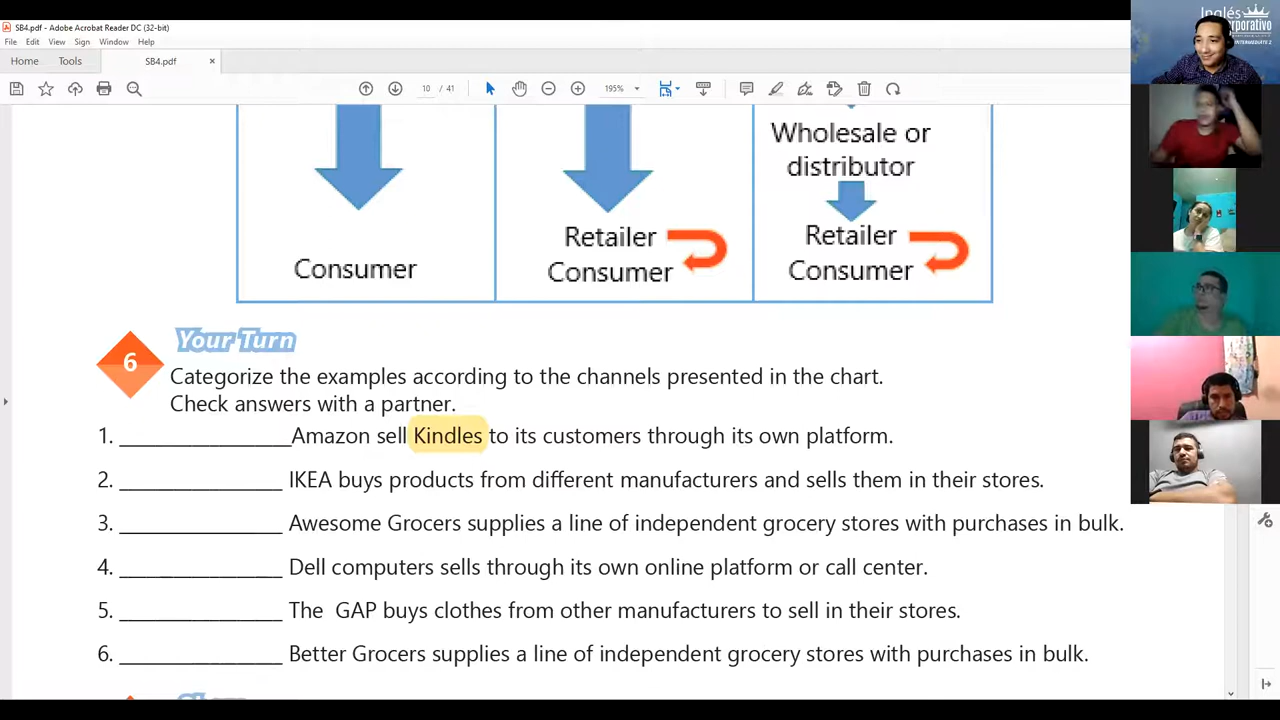 SB4.pdf - Adobe Acrobat Reader DC (32-bit)
File Edit View Sign Window Help
Home Tools SB4.pdf ×
10 / 41 195%
Wholesale or
distributor
Retailer
Consumer
Retailer
Consumer
Consumer
6 Your Turn
Categorize the examples according to the channels presented in the chart.
Check answers with a partner.
1. _________________Amazon sell Kindles to its customers through its own platform.
2. ________________ IKEA buys products from different manufacturers and sells them in their stores.
3. ________________ Awesome Grocers supplies a line of independent grocery stores with purchases in bulk.
4. ________________ Dell computers sells through its own online platform or call center.
5. ________________ The  GAP buys clothes from other manufacturers to sell in their stores.
6. ________________ Better Grocers supplies a line of independent grocery stores with purchases in bulk.
Inglés
INTERMEDIATE 2